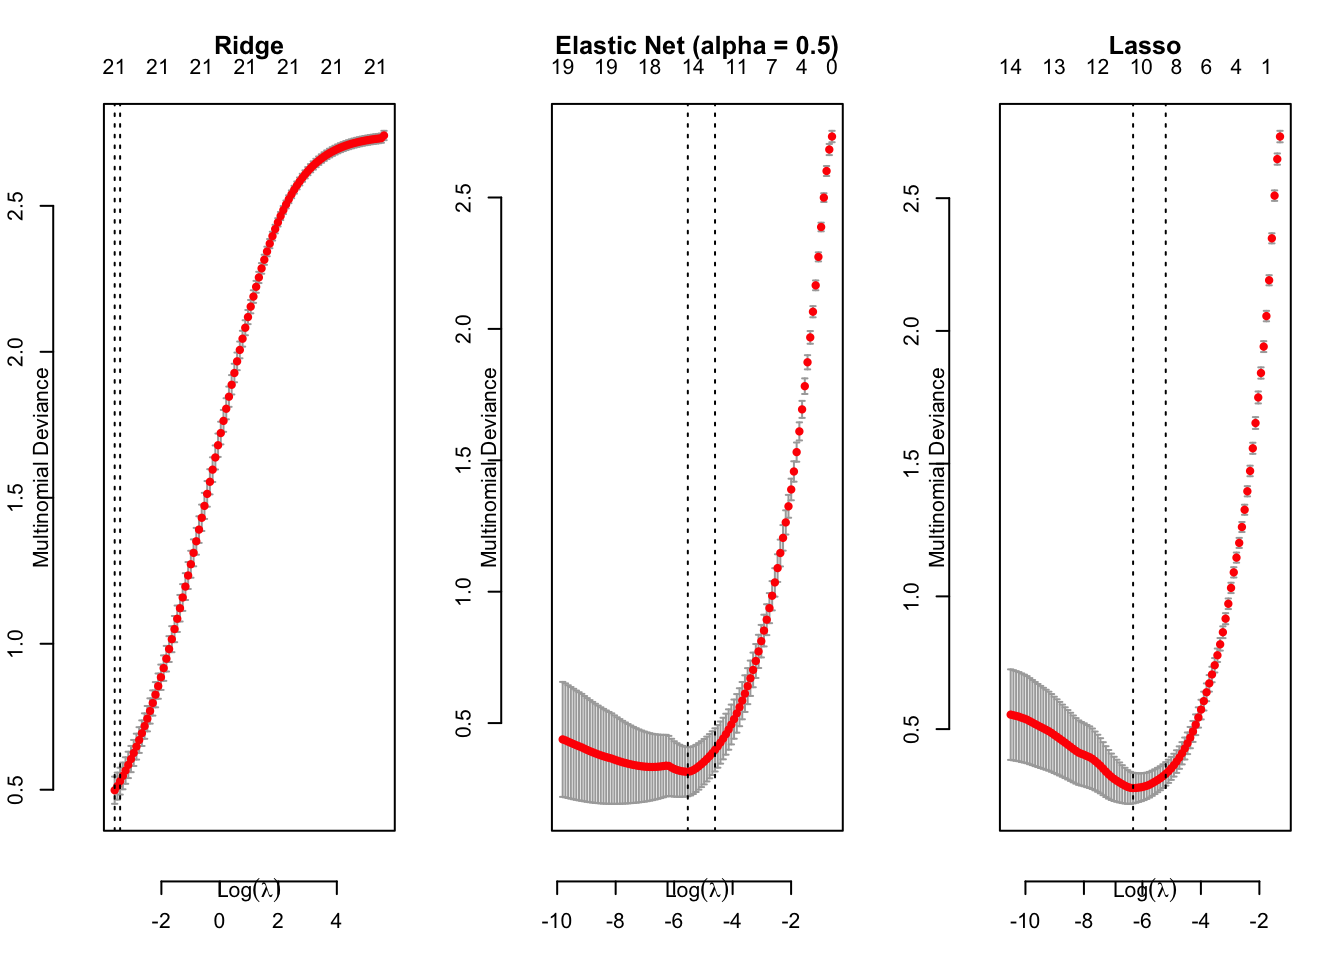 Ridge
21 21 21 21 21 21 21
Multinomial Deviance
2.5
2.0
1.5
1.0
0.5
Log(λ)
-2 0 2 4
Elastic Net (alpha = 0.5)
19 19 18 14 11 7 4 0
Multinomial Deviance
2.5
2.0
1.5
1.0
0.5
Log(λ)
-10 -8 -6 -4 -2
Lasso
14 13 12 10 8 6 4 1
Multinomial Deviance
2.5
2.0
1.5
1.0
0.5
Log(λ)
-10 -8 -6 -4 -2